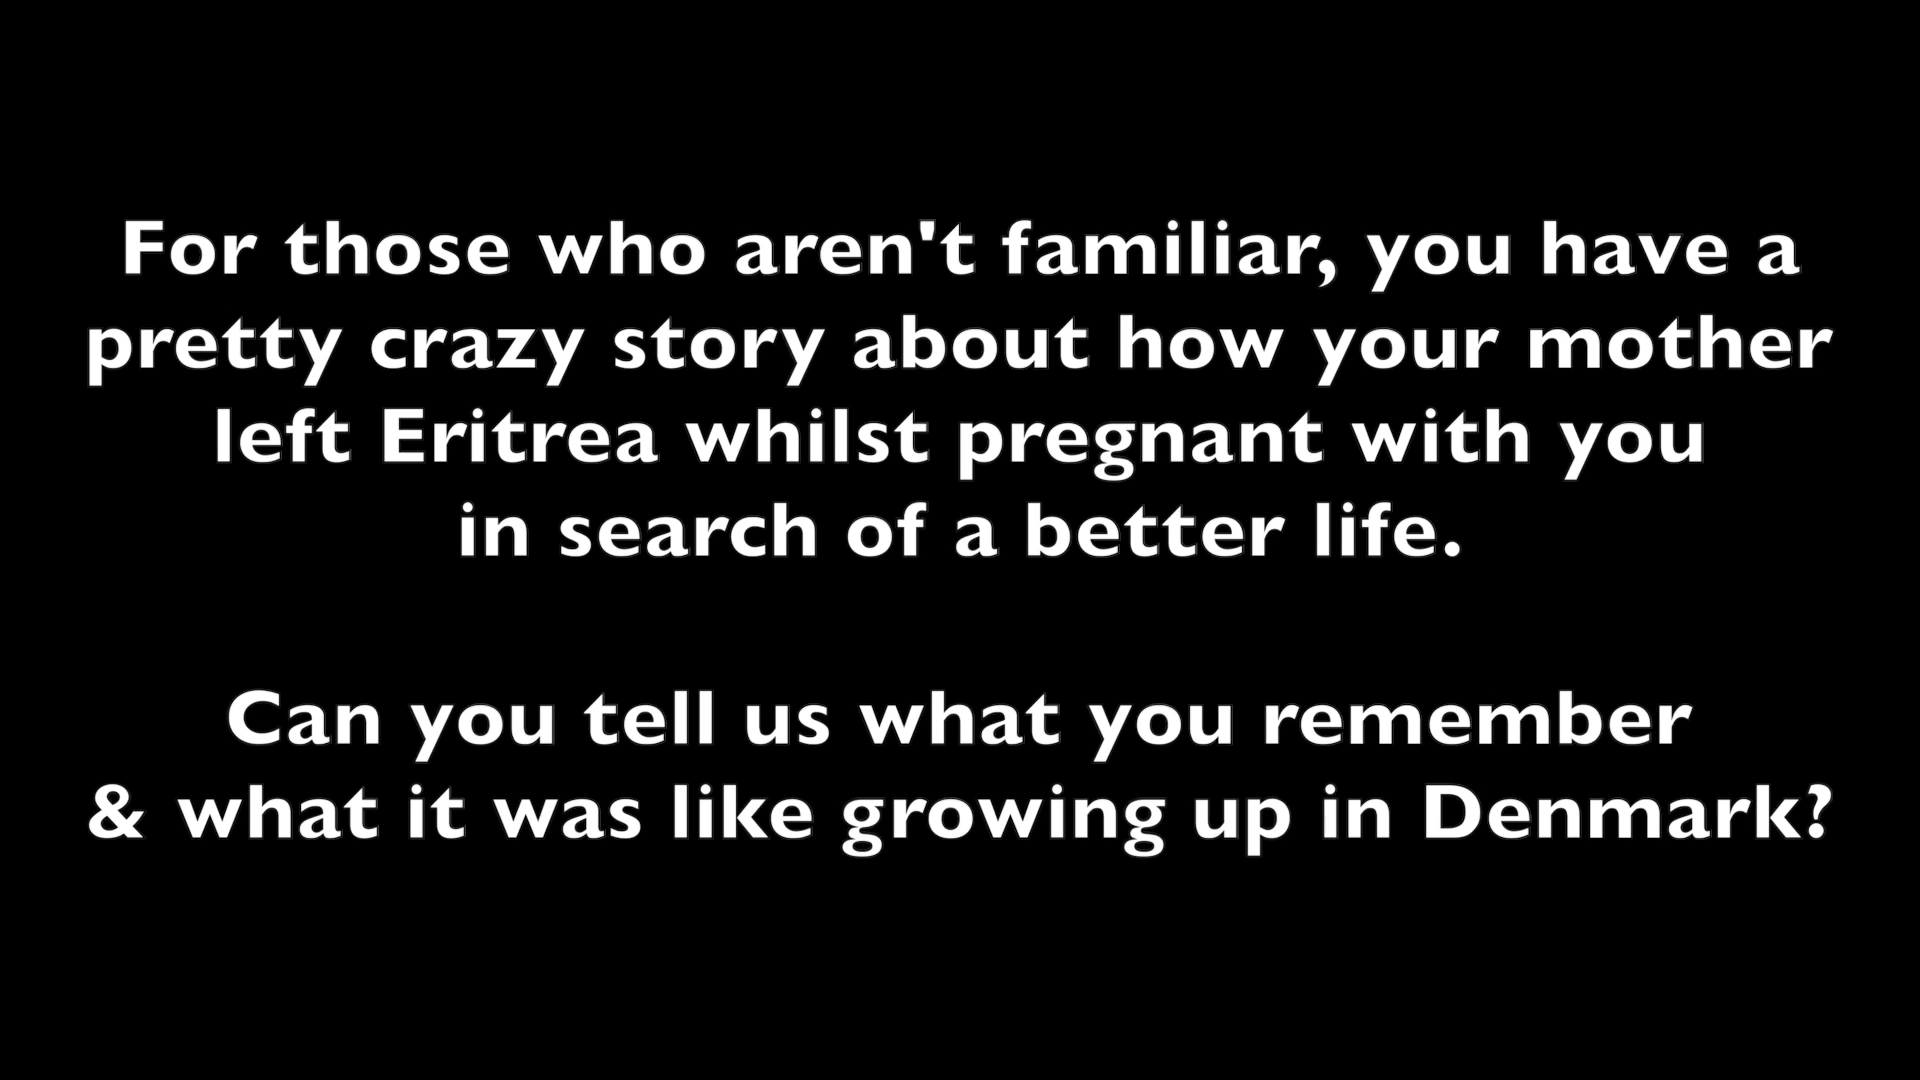 For those who aren't familiar, you have a
pretty crazy story about how your mother
left Eritrea whilst pregnant with you
in search of a better life.
Can you tell us what you remember
& what it was like growing up in Denmark?